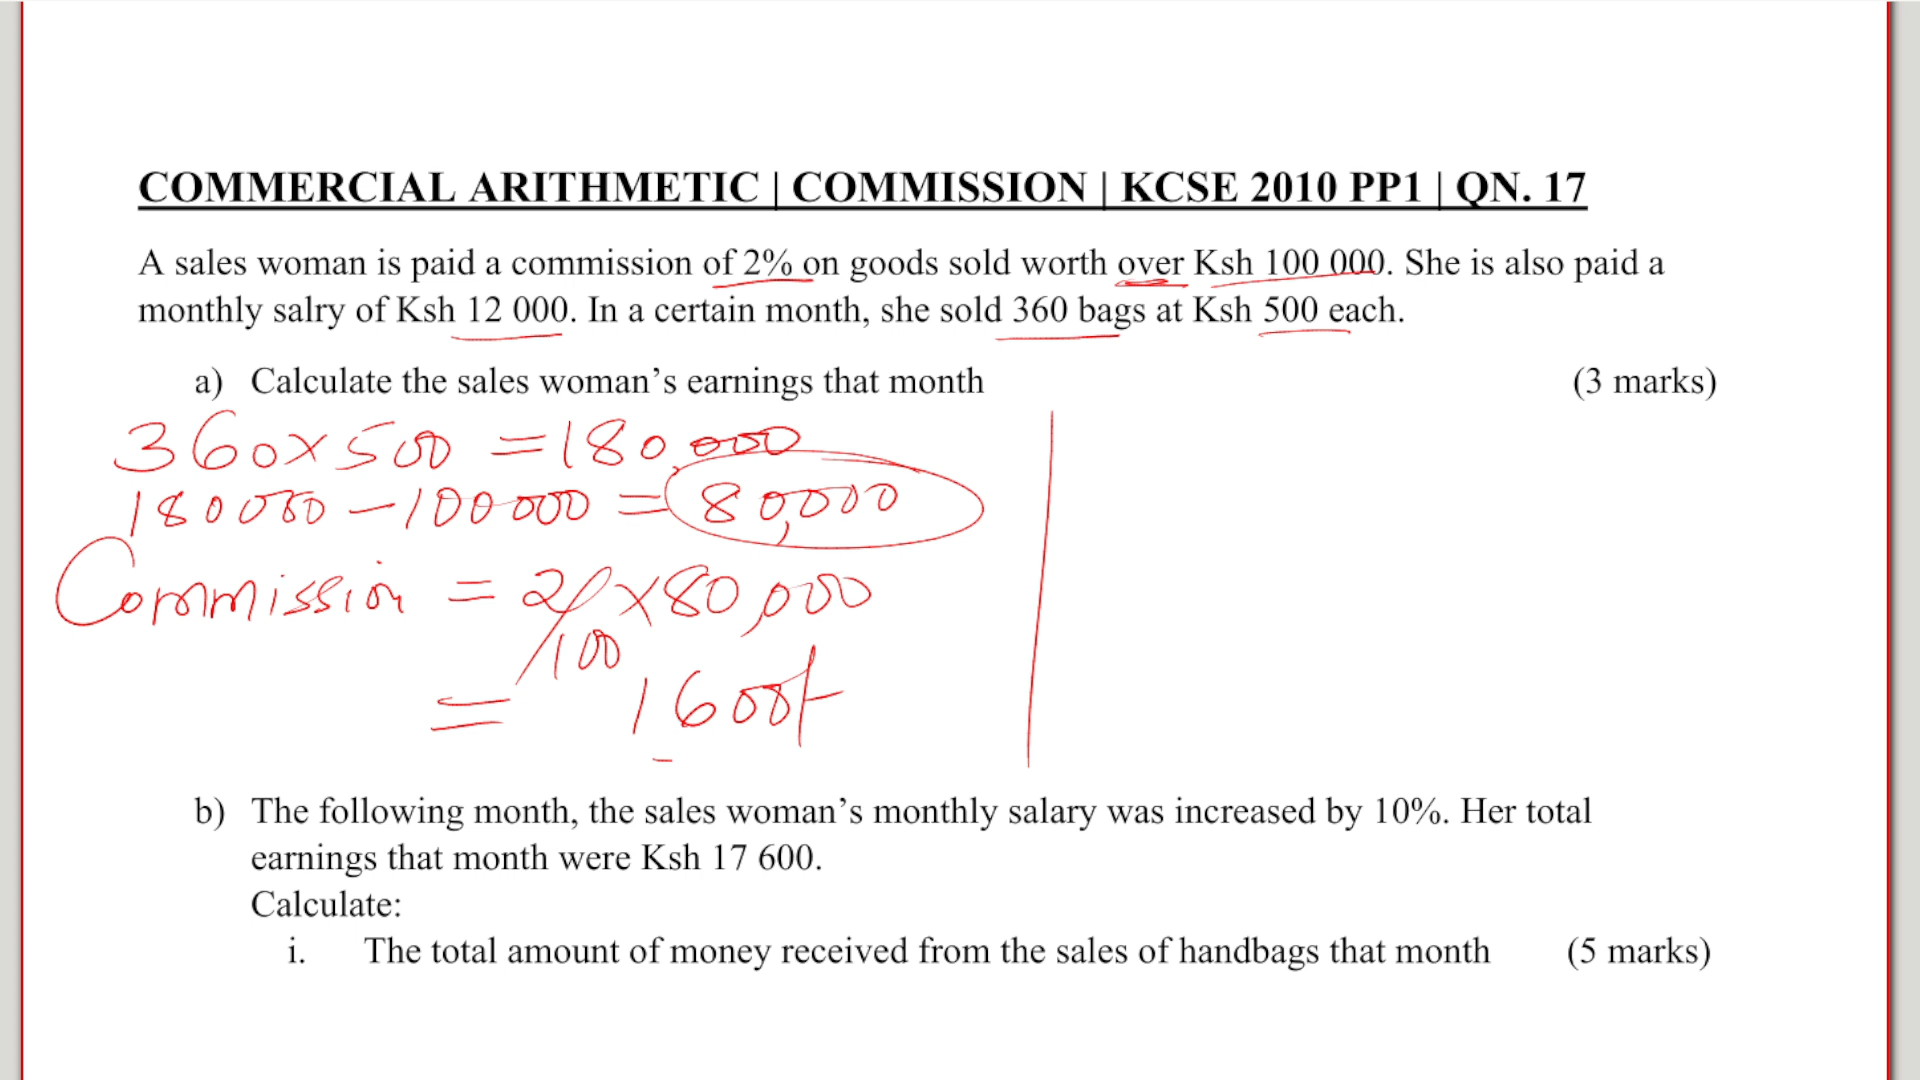 COMMERCIAL ARITHMETIC | COMMISSION | KCSE 2010 PP1 | QN. 17
A sales woman is paid a commission of 2% on goods sold worth over Ksh 100 000. She is also paid a
monthly salry of Ksh 12 000. In a certain month, she sold 360 bags at Ksh 500 each.
a) Calculate the sales woman’s earnings that month (3 marks)
360 x 500 = 180,000
180000 - 100000 = 80,000
Commission = 2/100 x 80,000
= 1600/-
b) The following month, the sales woman’s monthly salary was increased by 10%. Her total
earnings that month were Ksh 17 600.
Calculate:
i. The total amount of money received from the sales of handbags that month (5 marks)